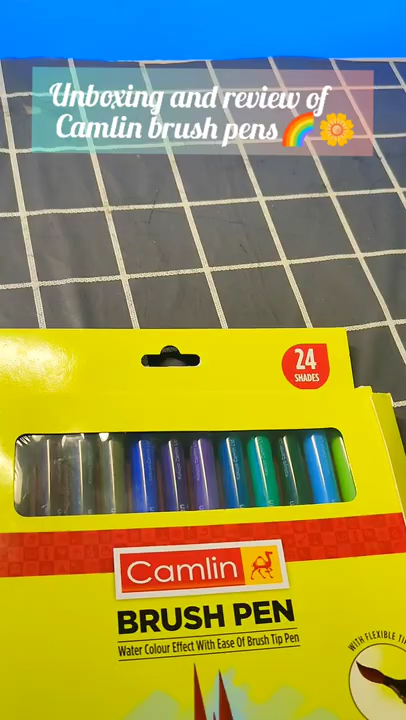 Unboxing and review of
Camlin brush pens🌈🌼
24
SHADES
Camlin
BRUSH PEN
Water Colour Effect With Ease Of Brush Tip Pen
WITH FLEXIBLE